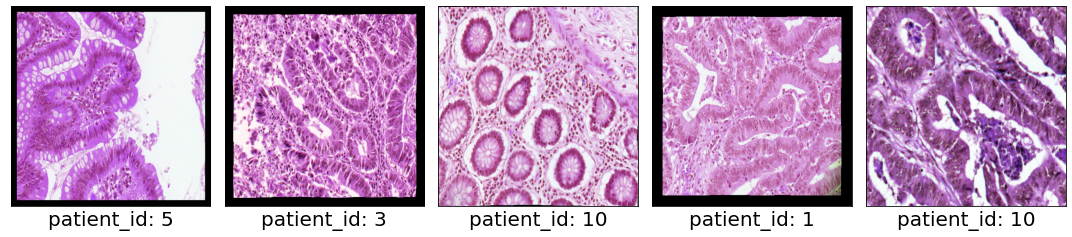 patient_id: 5
patient_id: 3
patient_id: 10
patient_id: 1
patient_id: 10